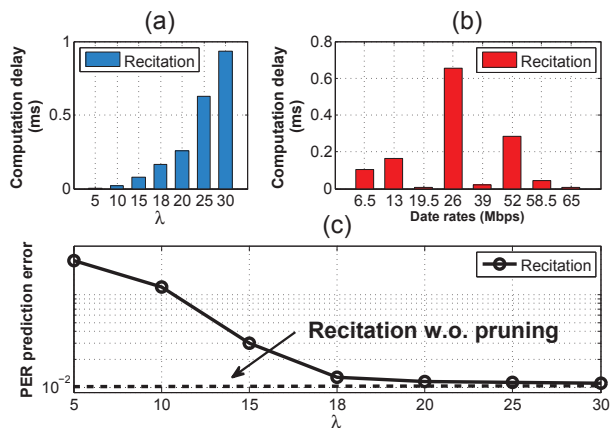 (a)
Computation delay
(ms)
1
0.5
0
Recitation
5 10 15 18 20 25 30
λ
(b)
Computation delay
(ms)
0.8
0.6
0.4
0.2
0
Recitation
6.5 13 19.5 26 39 52 58.5 65
Date rates (Mbps)
(c)
PER prediction error
10⁻²
Recitation
Recitation w.o. pruning
5 10 15 18 20 25 30
λ